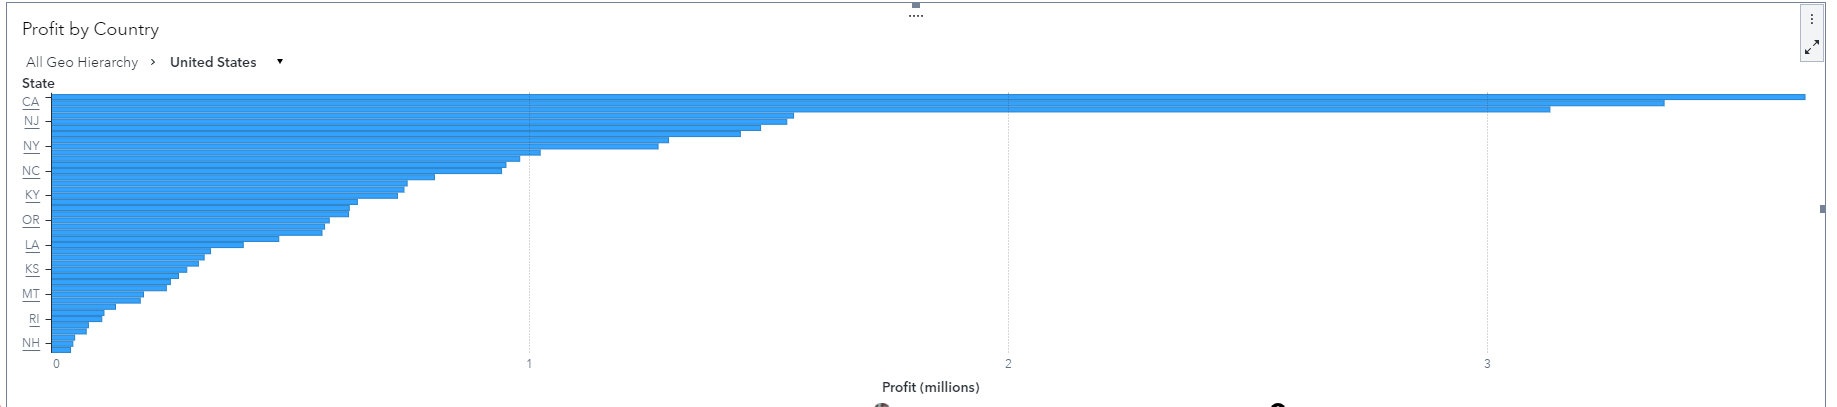 Profit by Country
All Geo Hierarchy > United States
State
CA
NJ
NY
NC
KY
OR
LA
KS
MT
RI
NH
0 1 2 3
Profit (millions)